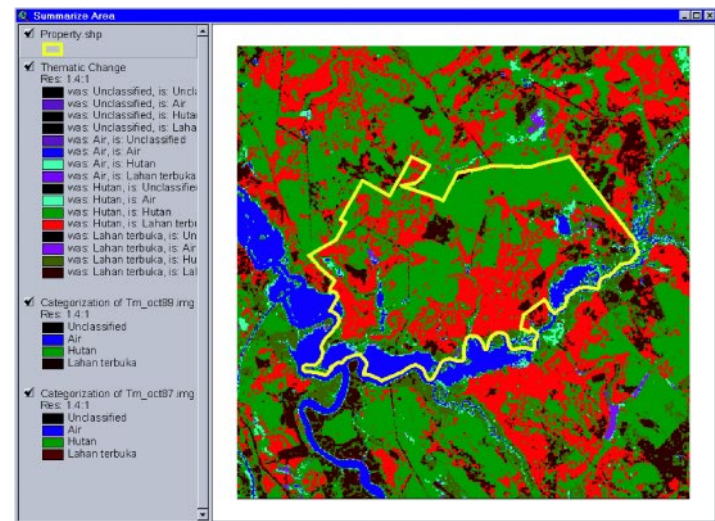 Summarize Area
Property.shp
Thematic Change
Res: 1.4:1
was: Unclassified, is: Uncl
was: Unclassified, is: Air
was: Unclassified, is: Huta
was: Unclassified, is: Laha
was: Air, is: Unclassified
was: Air, is: Air
was: Air, is: Hutan
was: Air, is: Lahan terbuka
was: Hutan, is: Unclassifie
was: Hutan, is: Air
was: Hutan, is: Hutan
was: Hutan, is: Lahan terb
was: Lahan terbuka, is: Un
was: Lahan terbuka, is: Air
was: Lahan terbuka, is: Hu
was: Lahan terbuka, is: Lal
Categorization of Tm_oct89.img
Res: 1.4:1
Unclassified
Air
Hutan
Lahan terbuka
Categorization of Tm_oct87.img
Res: 1.4:1
Unclassified
Air
Hutan
Lahan terbuka